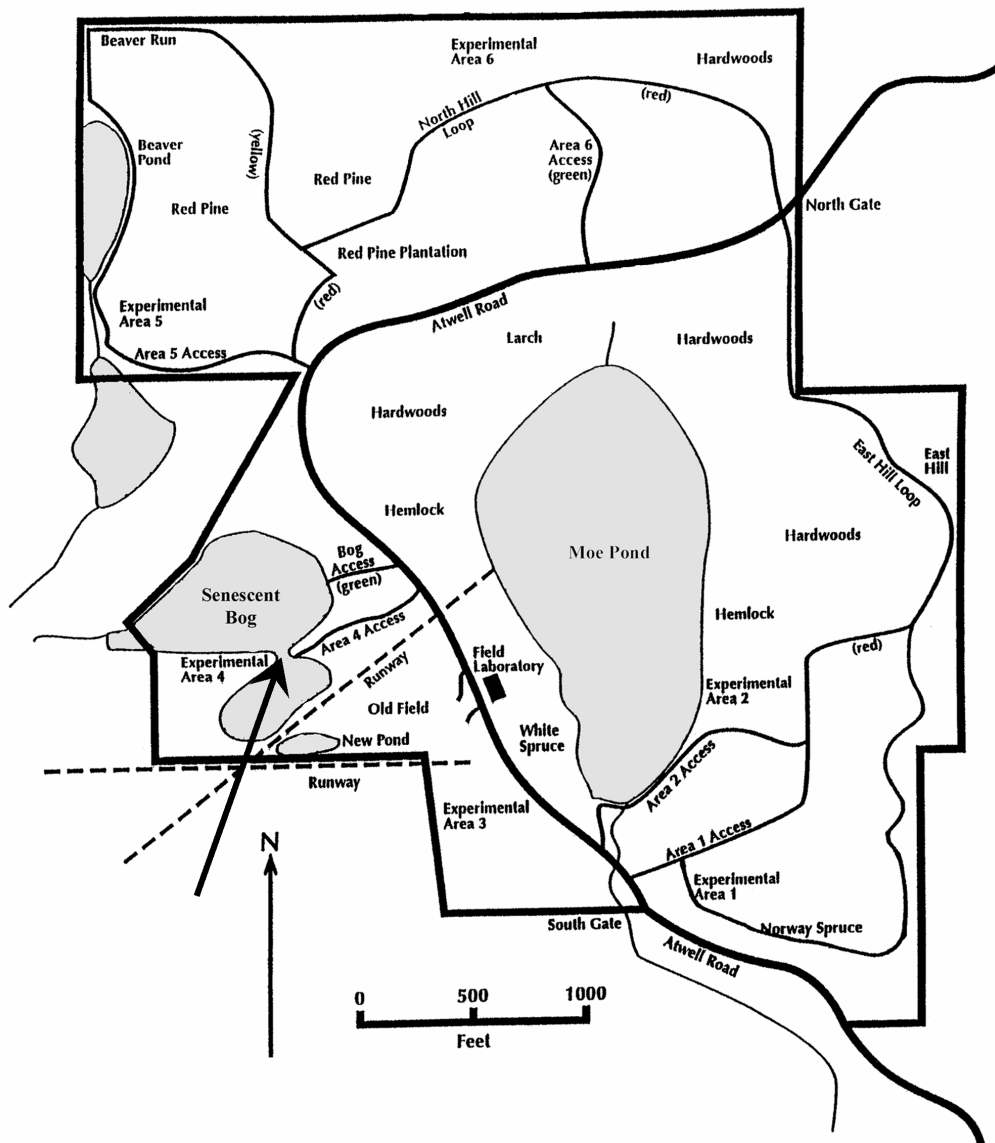 Beaver Run
Experimental
Area 6
Hardwoods
North Hill
Loop
(red)
Beaver
Pond
(yellow)
Area 6
Access
(green)
Red Pine
Red Pine
North Gate
Red Pine Plantation
(red)
Experimental
Area 5
Atwell Road
Area 5 Access
Larch
Hardwoods
Hardwoods
East Hill Loop
East
Hill
Hemlock
Hardwoods
Bog
Access
(green)
Moe Pond
Senescent
Bog
Hemlock
Area 4 Access
(red)
Experimental
Area 4
Runway
Field
Laboratory
Experimental
Area 2
Old Field
White
Spruce
New Pond
Area 2 Access
Runway
Experimental
Area 3
Area 1 Access
N
Experimental
Area 1
South Gate
Norway Spruce
Atwell Road
0 500 1000
Feet